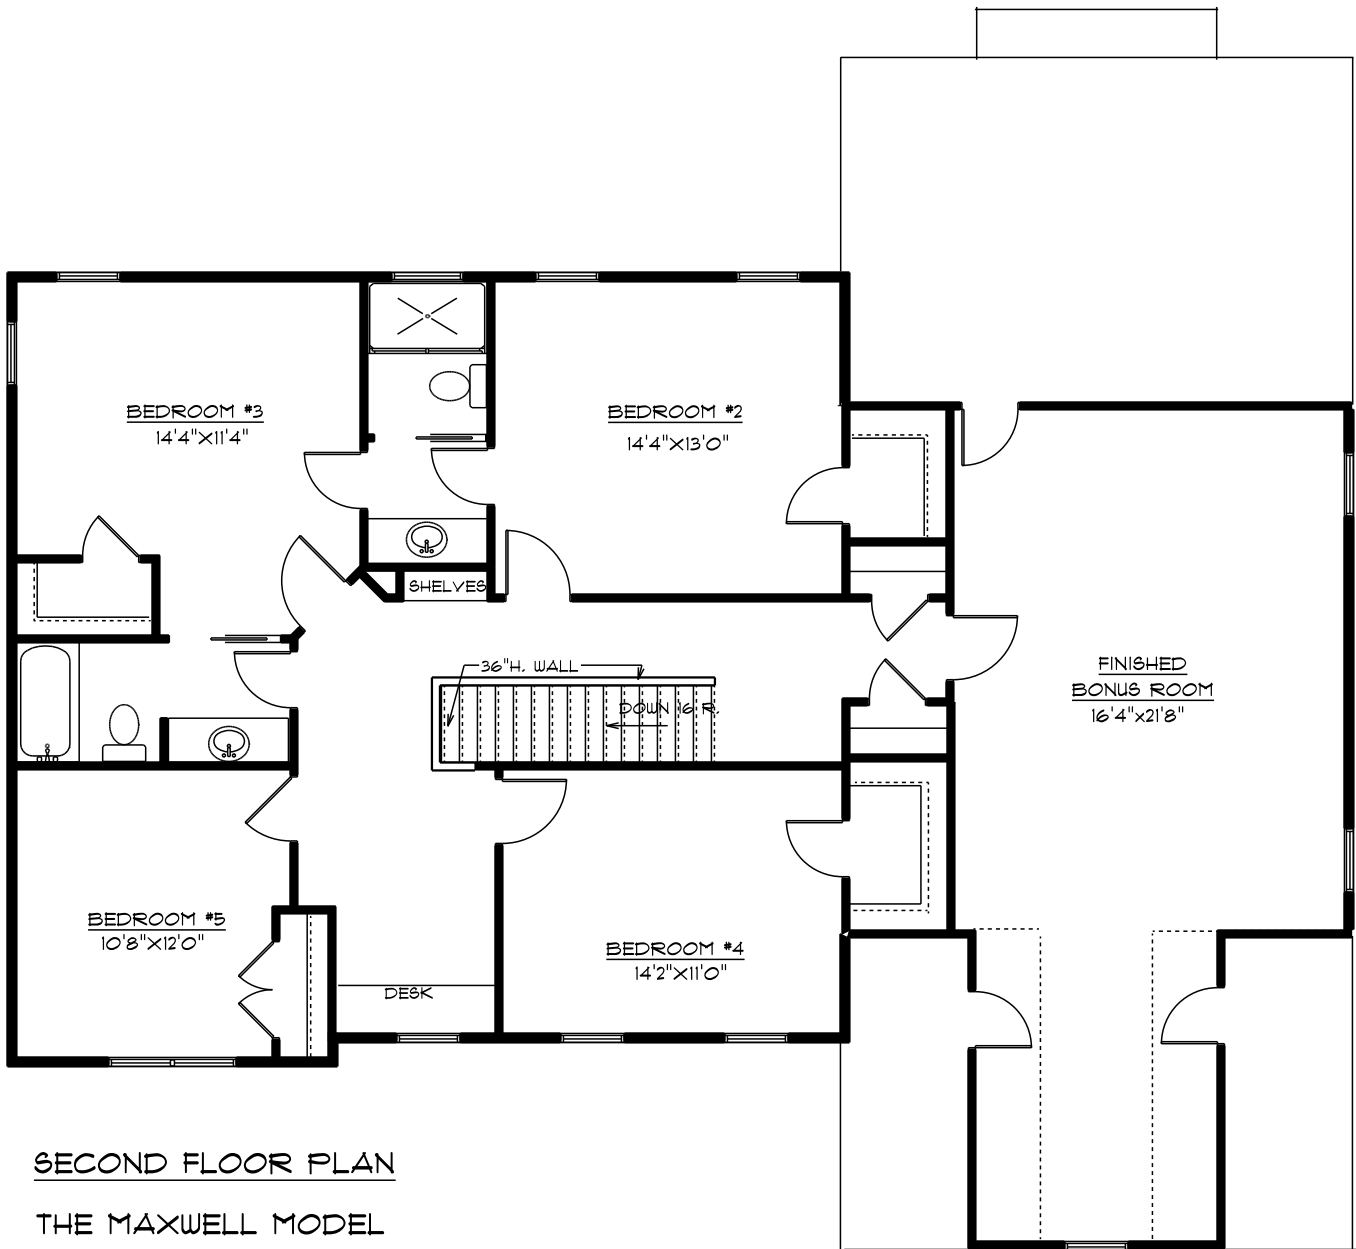 BEDROOM #3
14'4"X11'4"
BEDROOM #2
14'4"X13'0"
SHELVES
36"H. WALL
DOWN 16 R.
FINISHED
BONUS ROOM
16'4"x21'8"
BEDROOM #5
10'8"X12'0"
BEDROOM #4
14'2"X11'0"
DESK
SECOND FLOOR PLAN
THE MAXWELL MODEL